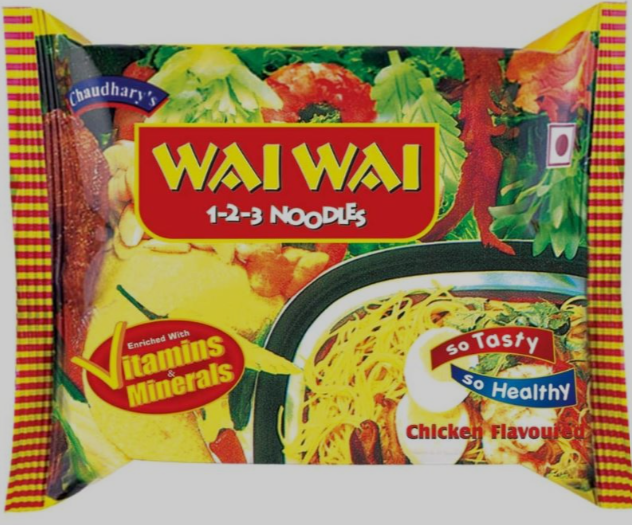 Chaudhary's
WAI WAI
1-2-3 NOODLES
Enriched With
Vitamins
&
Minerals
so Tasty
so Healthy
Chicken Flavoured